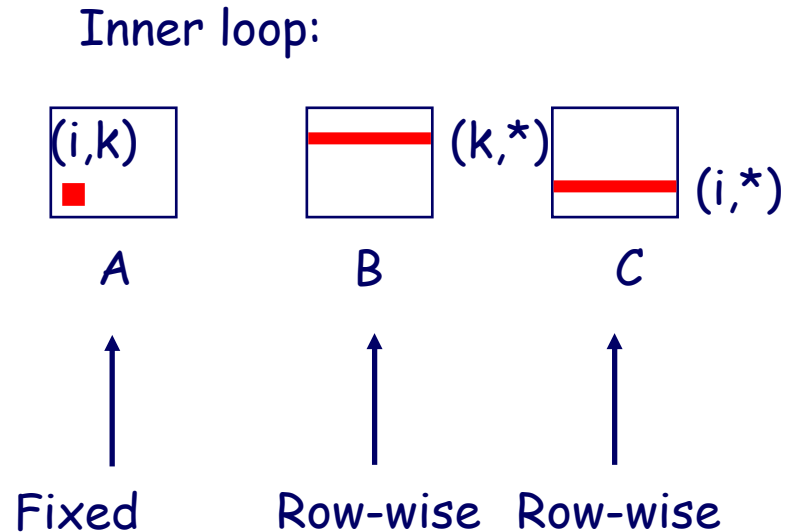 Inner loop:
(i,k)
(k,*)
(i,*)
A B C
Fixed Row-wise Row-wise